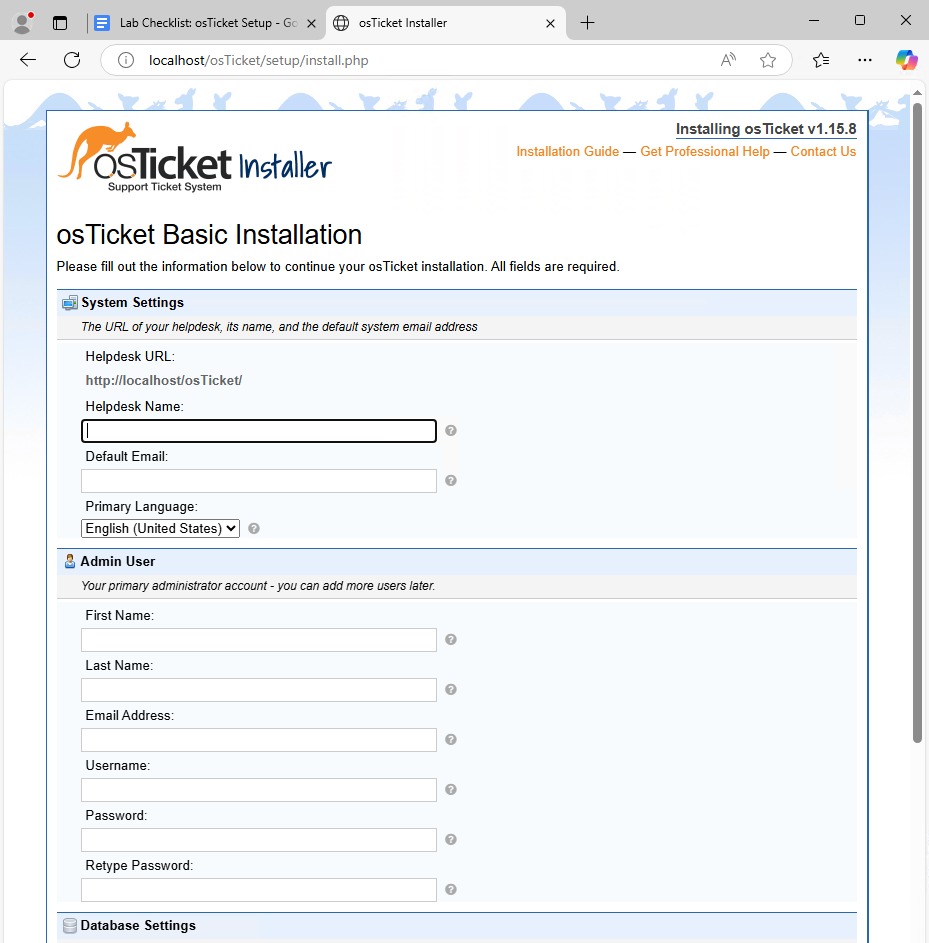 Lab Checklist: osTicket Setup - Go
osTicket Installer
localhost/osTicket/setup/install.php
osTicket Installer
Support Ticket System
Installing osTicket v1.15.8
Installation Guide — Get Professional Help — Contact Us
osTicket Basic Installation
Please fill out the information below to continue your osTicket installation. All fields are required.
System Settings
The URL of your helpdesk, its name, and the default system email address
Helpdesk URL:
http://localhost/osTicket/
Helpdesk Name:
Default Email:
Primary Language:
English (United States)
Admin User
Your primary administrator account - you can add more users later.
First Name:
Last Name:
Email Address:
Username:
Password:
Retype Password:
Database Settings